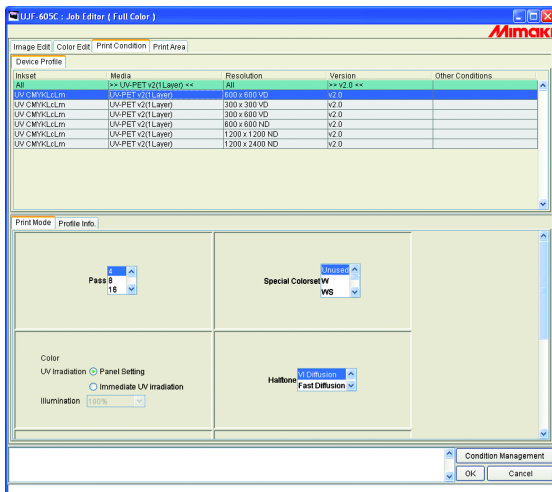 UJF-605C : Job Editor ( Full Color )
Mimaki
Image Edit Color Edit Print Condition Print Area
Device Profile
Inkset Media Resolution Version Other Conditions
All >> UV-PET v2(1Layer) << All >> v2.0 <<
UV CMYKLcLm UV-PET v2(1Layer) 600 x 600 VD v2.0
UV CMYKLcLm UV-PET v2(1Layer) 300 x 300 VD v2.0
UV CMYKLcLm UV-PET v2(1Layer) 300 x 600 VD v2.0
UV CMYKLcLm UV-PET v2(1Layer) 600 x 600 ND v2.0
UV CMYKLcLm UV-PET v2(1Layer) 1200 x 1200 ND v2.0
UV CMYKLcLm UV-PET v2(1Layer) 1200 x 2400 ND v2.0
Print Mode Profile Info.
Pass 4 8 16
Special Colorset Unused W WS
Color
UV Irradiation Panel Setting
Immediate UV irradiation
Illumination 100%
Halftone VI Diffusion Fast Diffusion
Condition Management
OK Cancel